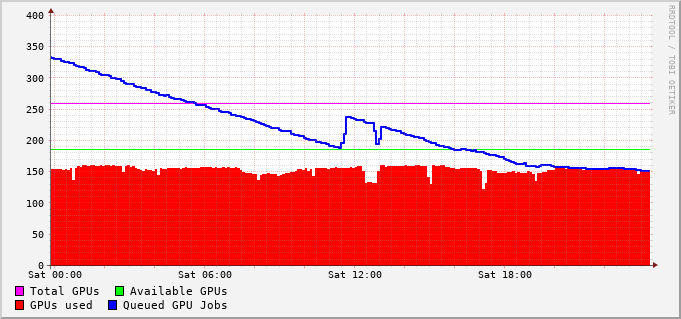 400
350
300
250
200
150
100
50
0
Sat 00:00 Sat 06:00 Sat 12:00 Sat 18:00
Total GPUs Available GPUs
GPUs used Queued GPU Jobs
RRDTOOL / TOBI OETIKER